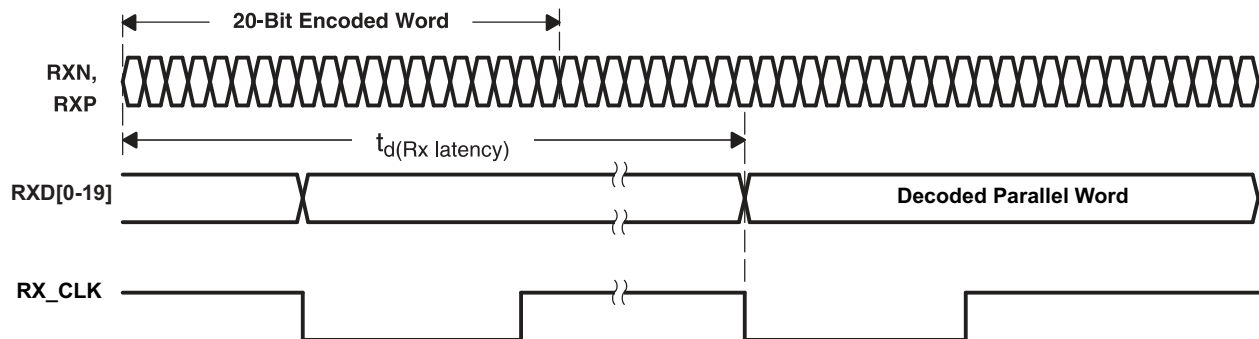 20-Bit Encoded Word
RXN,
RXP
td(Rx latency)
RXD[0-19]
Decoded Parallel Word
RX_CLK